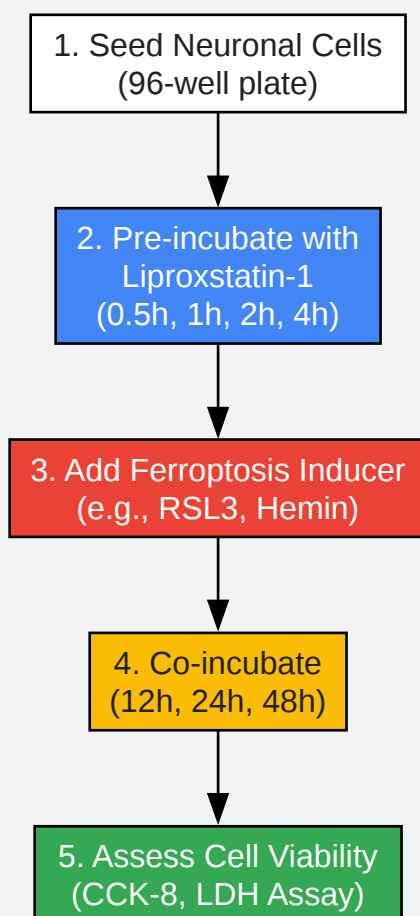 1. Seed Neuronal Cells
(96-well plate)
2. Pre-incubate with
Liproxstatin-1
(0.5h, 1h, 2h, 4h)
3. Add Ferroptosis Inducer
(e.g., RSL3, Hemin)
4. Co-incubate
(12h, 24h, 48h)
5. Assess Cell Viability
(CCK-8, LDH Assay)